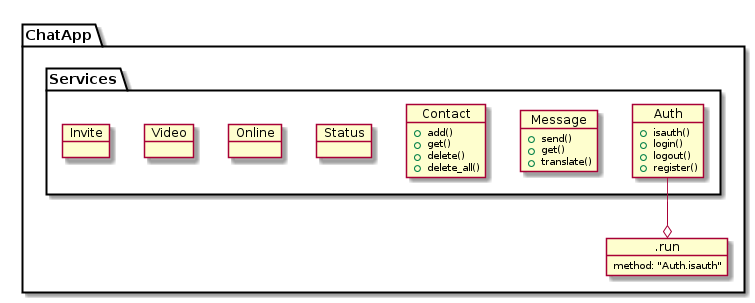 ChatApp
Services
Invite
Video
Online
Status
Contact
add()
get()
delete()
delete_all()
Message
send()
get()
translate()
Auth
isauth()
login()
logout()
register()
.run
method: "Auth.isauth"